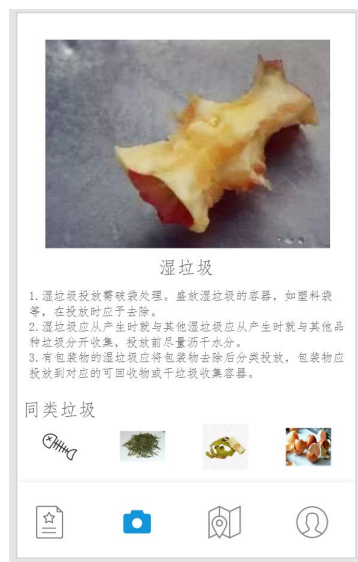 湿垃圾
1.湿垃圾投放需破袋处理。盛放湿垃圾的容器，如塑料袋
等，在投放时应予去除。
2.湿垃圾应从产生时就与其他湿垃圾应从产生时就与其他品
种垃圾分开收集，投放前尽量沥干水分。
3.有包装物的湿垃圾应将包装物去除后分类投放，包装物应
投放到对应的可回收物或干垃圾收集容器。
同类垃圾